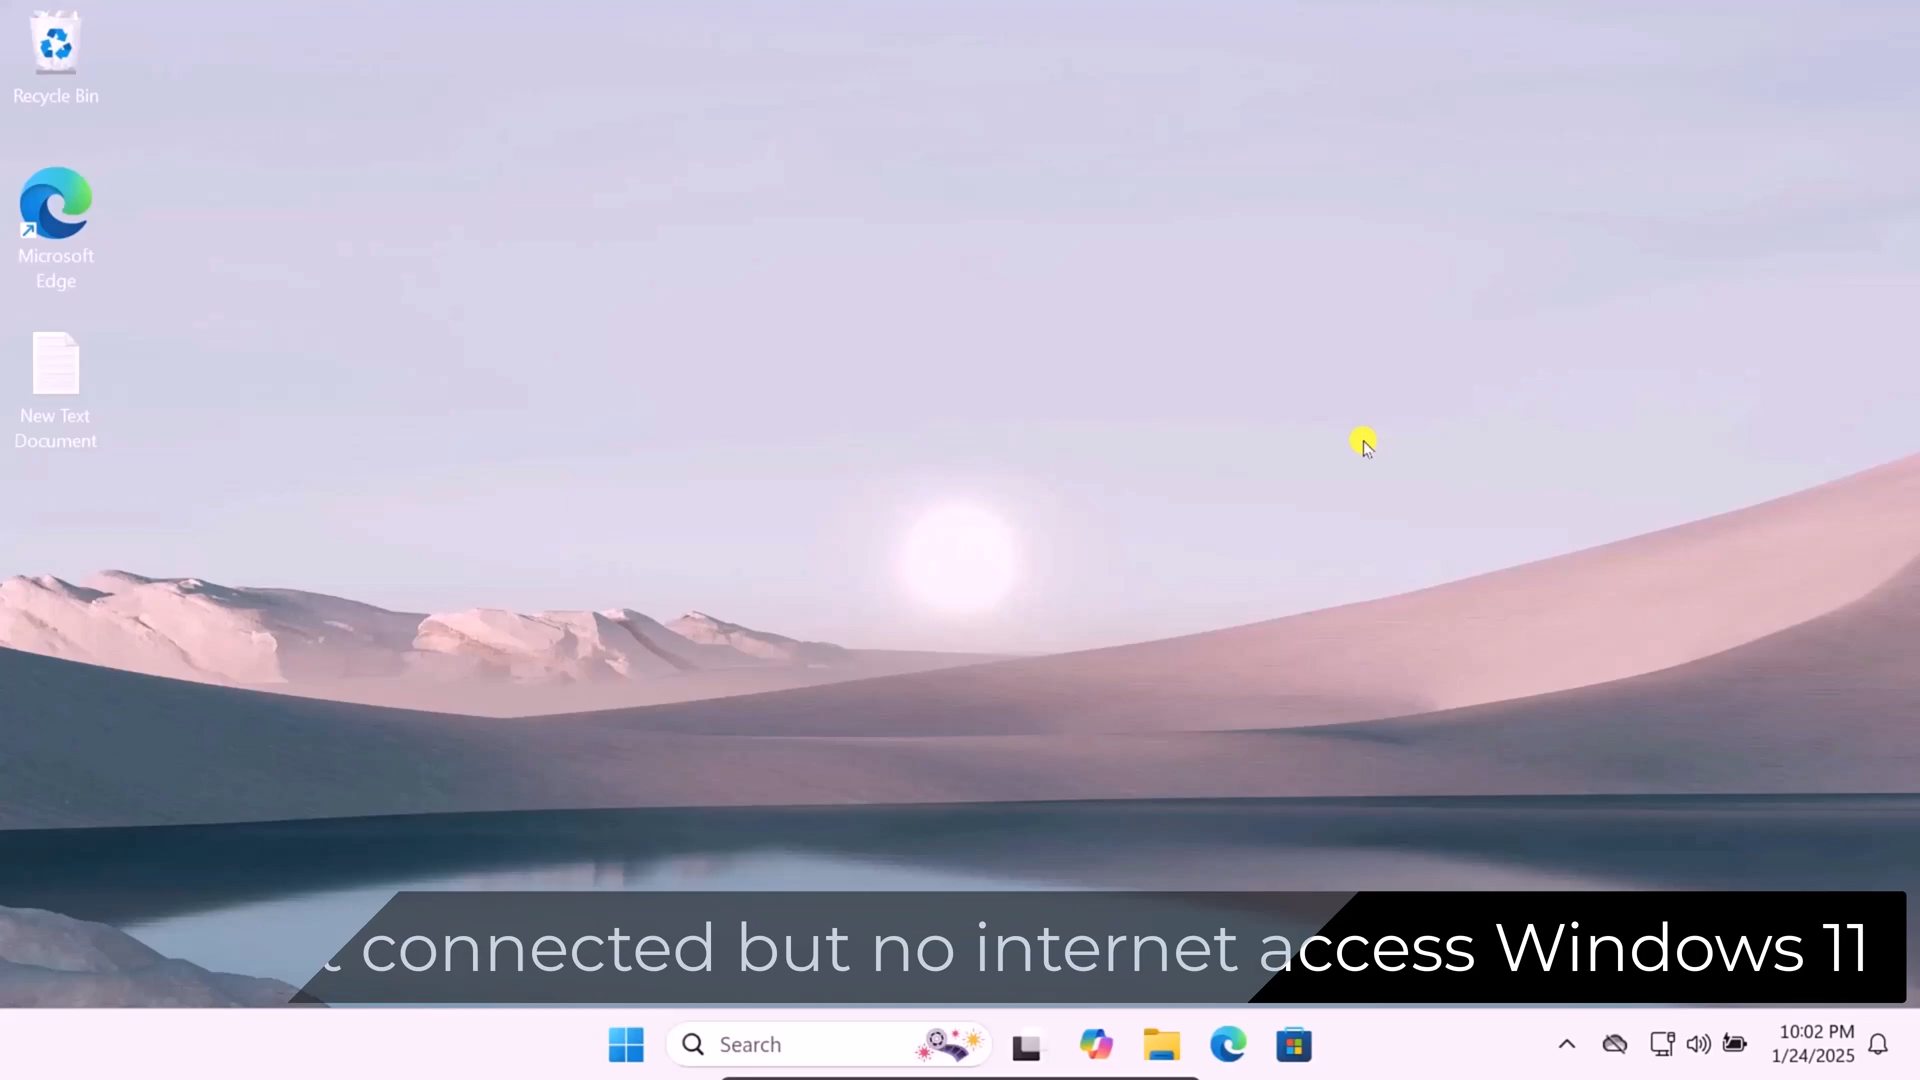 Recycle Bin
Microsoft
Edge
New Text
Document
connected but no internet access Windows 11
Search
10:02 PM
1/24/2025